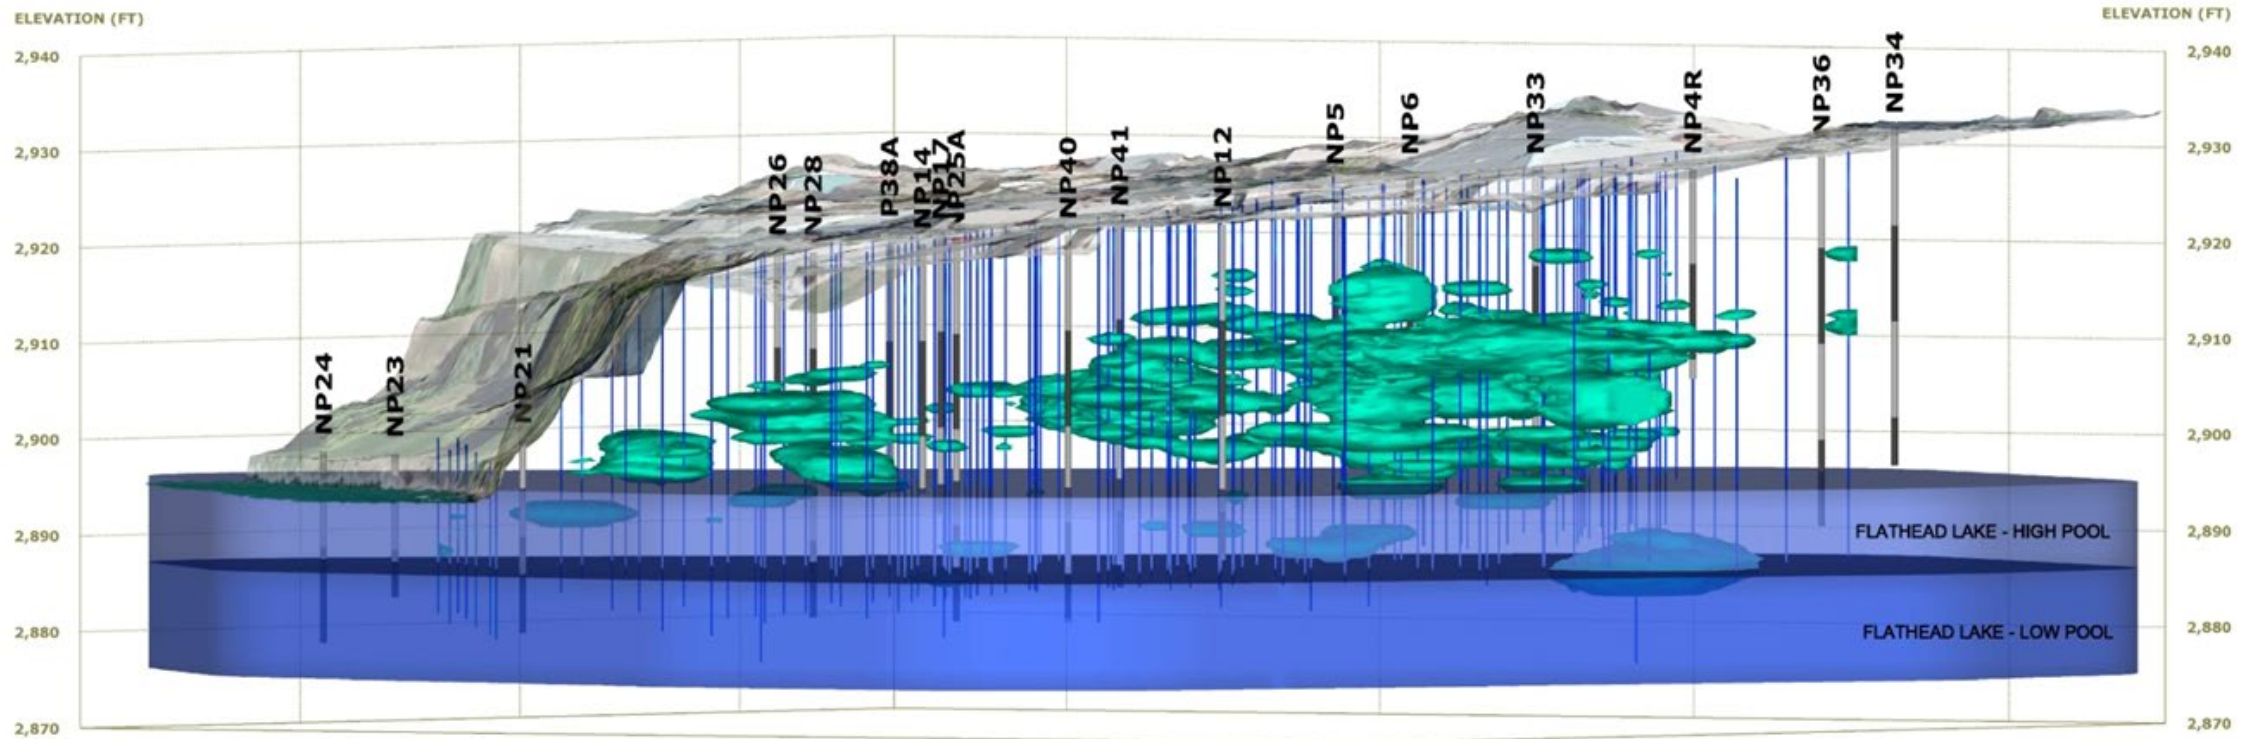 ELEVATION (FT)
ELEVATION (FT)
2,940
2,940
2,930
2,930
2,920
2,920
2,910
2,910
2,900
2,900
2,890
2,890
2,880
2,880
2,870
2,870
NP24
NP23
NP21
NP26
NP28
P38A
NP14
NP17
NP25A
NP40
NP41
NP12
NP5
NP6
NP33
NP4R
NP36
NP34
FLATHEAD LAKE - HIGH POOL
FLATHEAD LAKE - LOW POOL